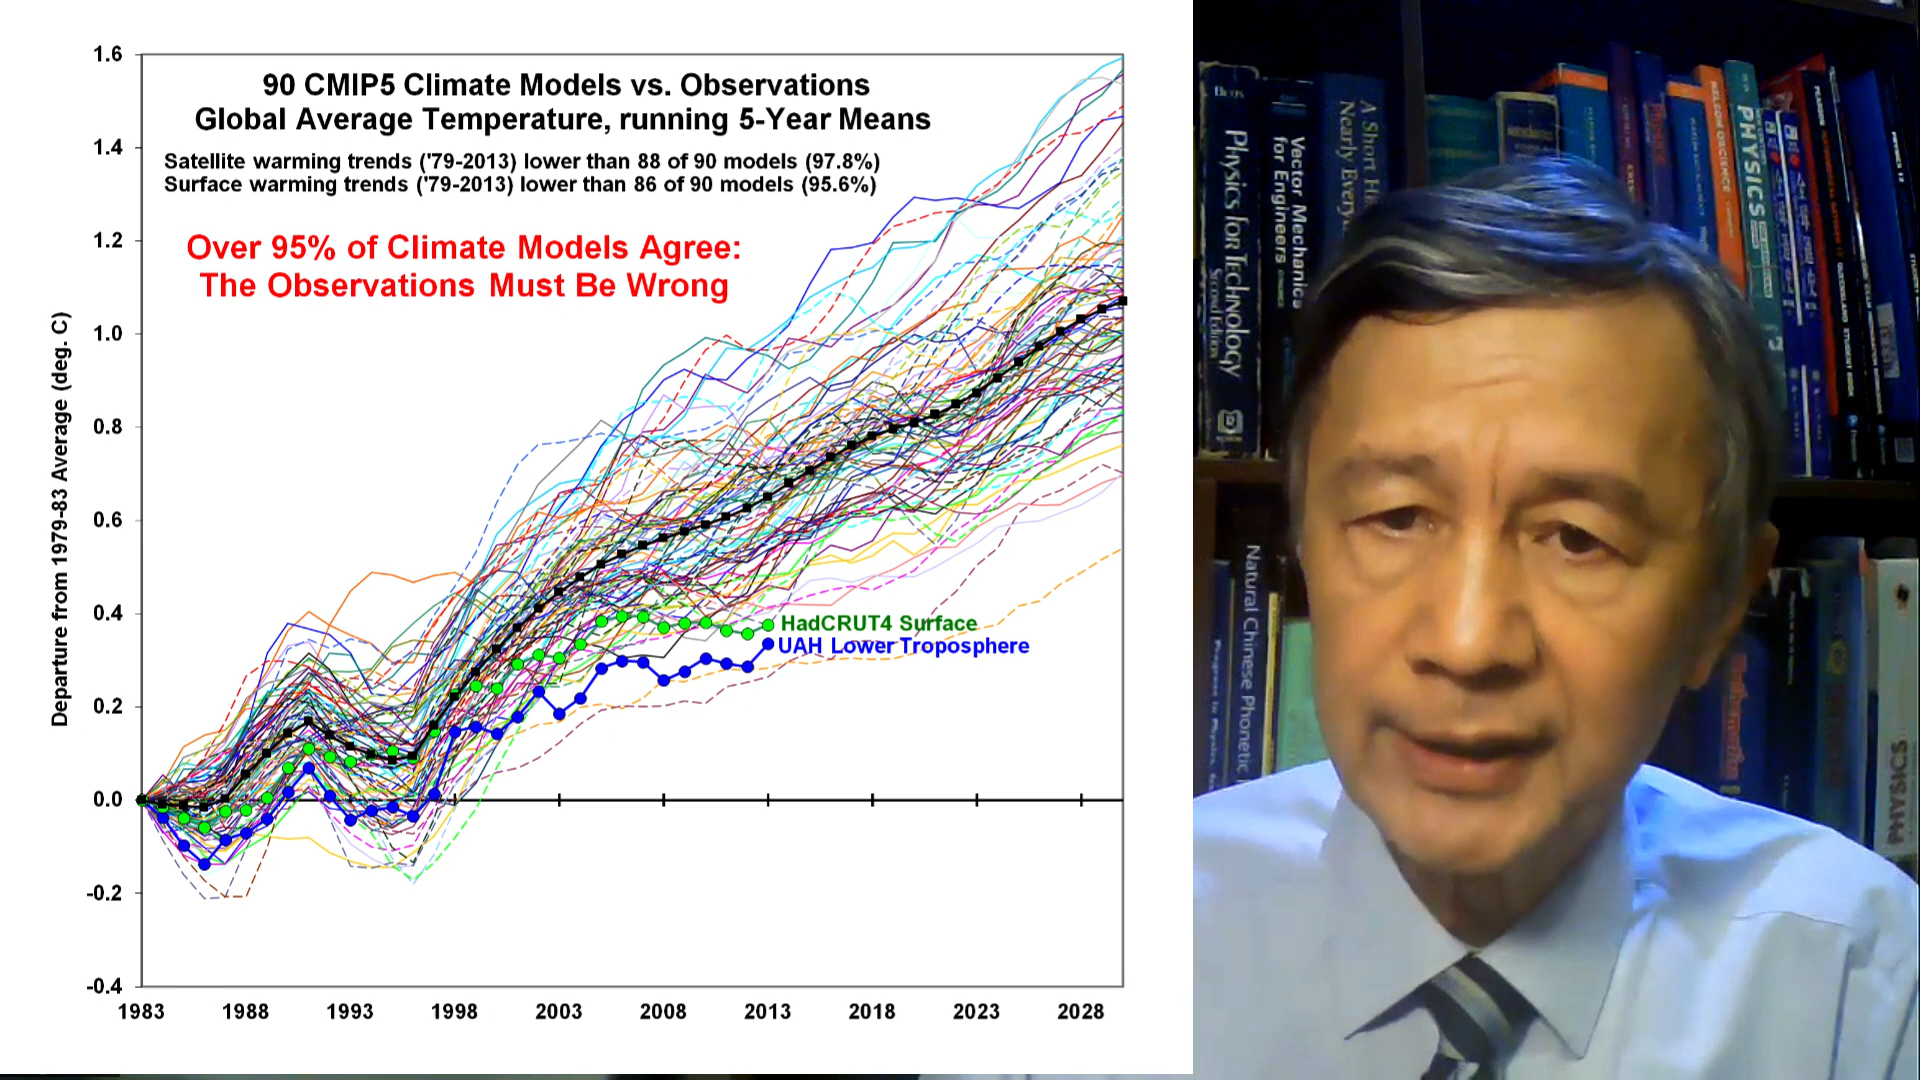 90 CMIP5 Climate Models vs. Observations
Global Average Temperature, running 5-Year Means
Satellite warming trends ('79-2013) lower than 88 of 90 models (97.8%)
Surface warming trends ('79-2013) lower than 86 of 90 models (95.6%)
Over 95% of Climate Models Agree:
The Observations Must Be Wrong
Departure from 1979-83 Average (deg. C)
1.6
1.4
1.2
1.0
0.8
0.6
0.4
0.2
0.0
-0.2
-0.4
HadCRUT4 Surface
UAH Lower Troposphere
1983
1988
1993
1998
2003
2008
2013
2018
2023
2028
Physics for Technology
Second Edition
Vector Mechanics
for Engineers
A Short
Nearly
PHYSICS
Natural Chinese Phonetic
PHYSICS